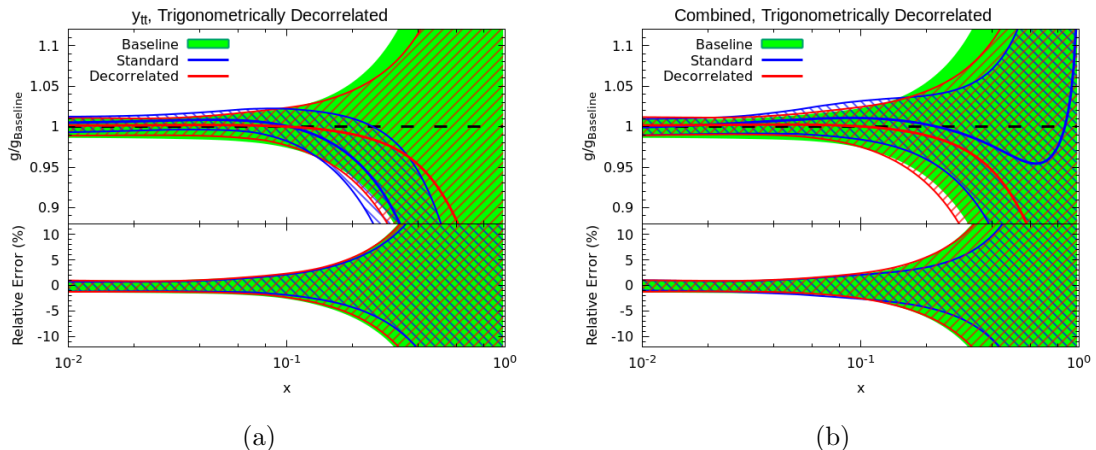 y_tt, Trigonometrically Decorrelated
Baseline
Standard
Decorrelated
g/g_Baseline
1.1
1.05
1
0.95
0.9
Relative Error (%)
10
5
0
-5
-10
10^-2
10^-1
10^0
x
(a)
Combined, Trigonometrically Decorrelated
Baseline
Standard
Decorrelated
g/g_Baseline
1.1
1.05
1
0.95
0.9
Relative Error (%)
10
5
0
-5
-10
10^-2
10^-1
10^0
x
(b)